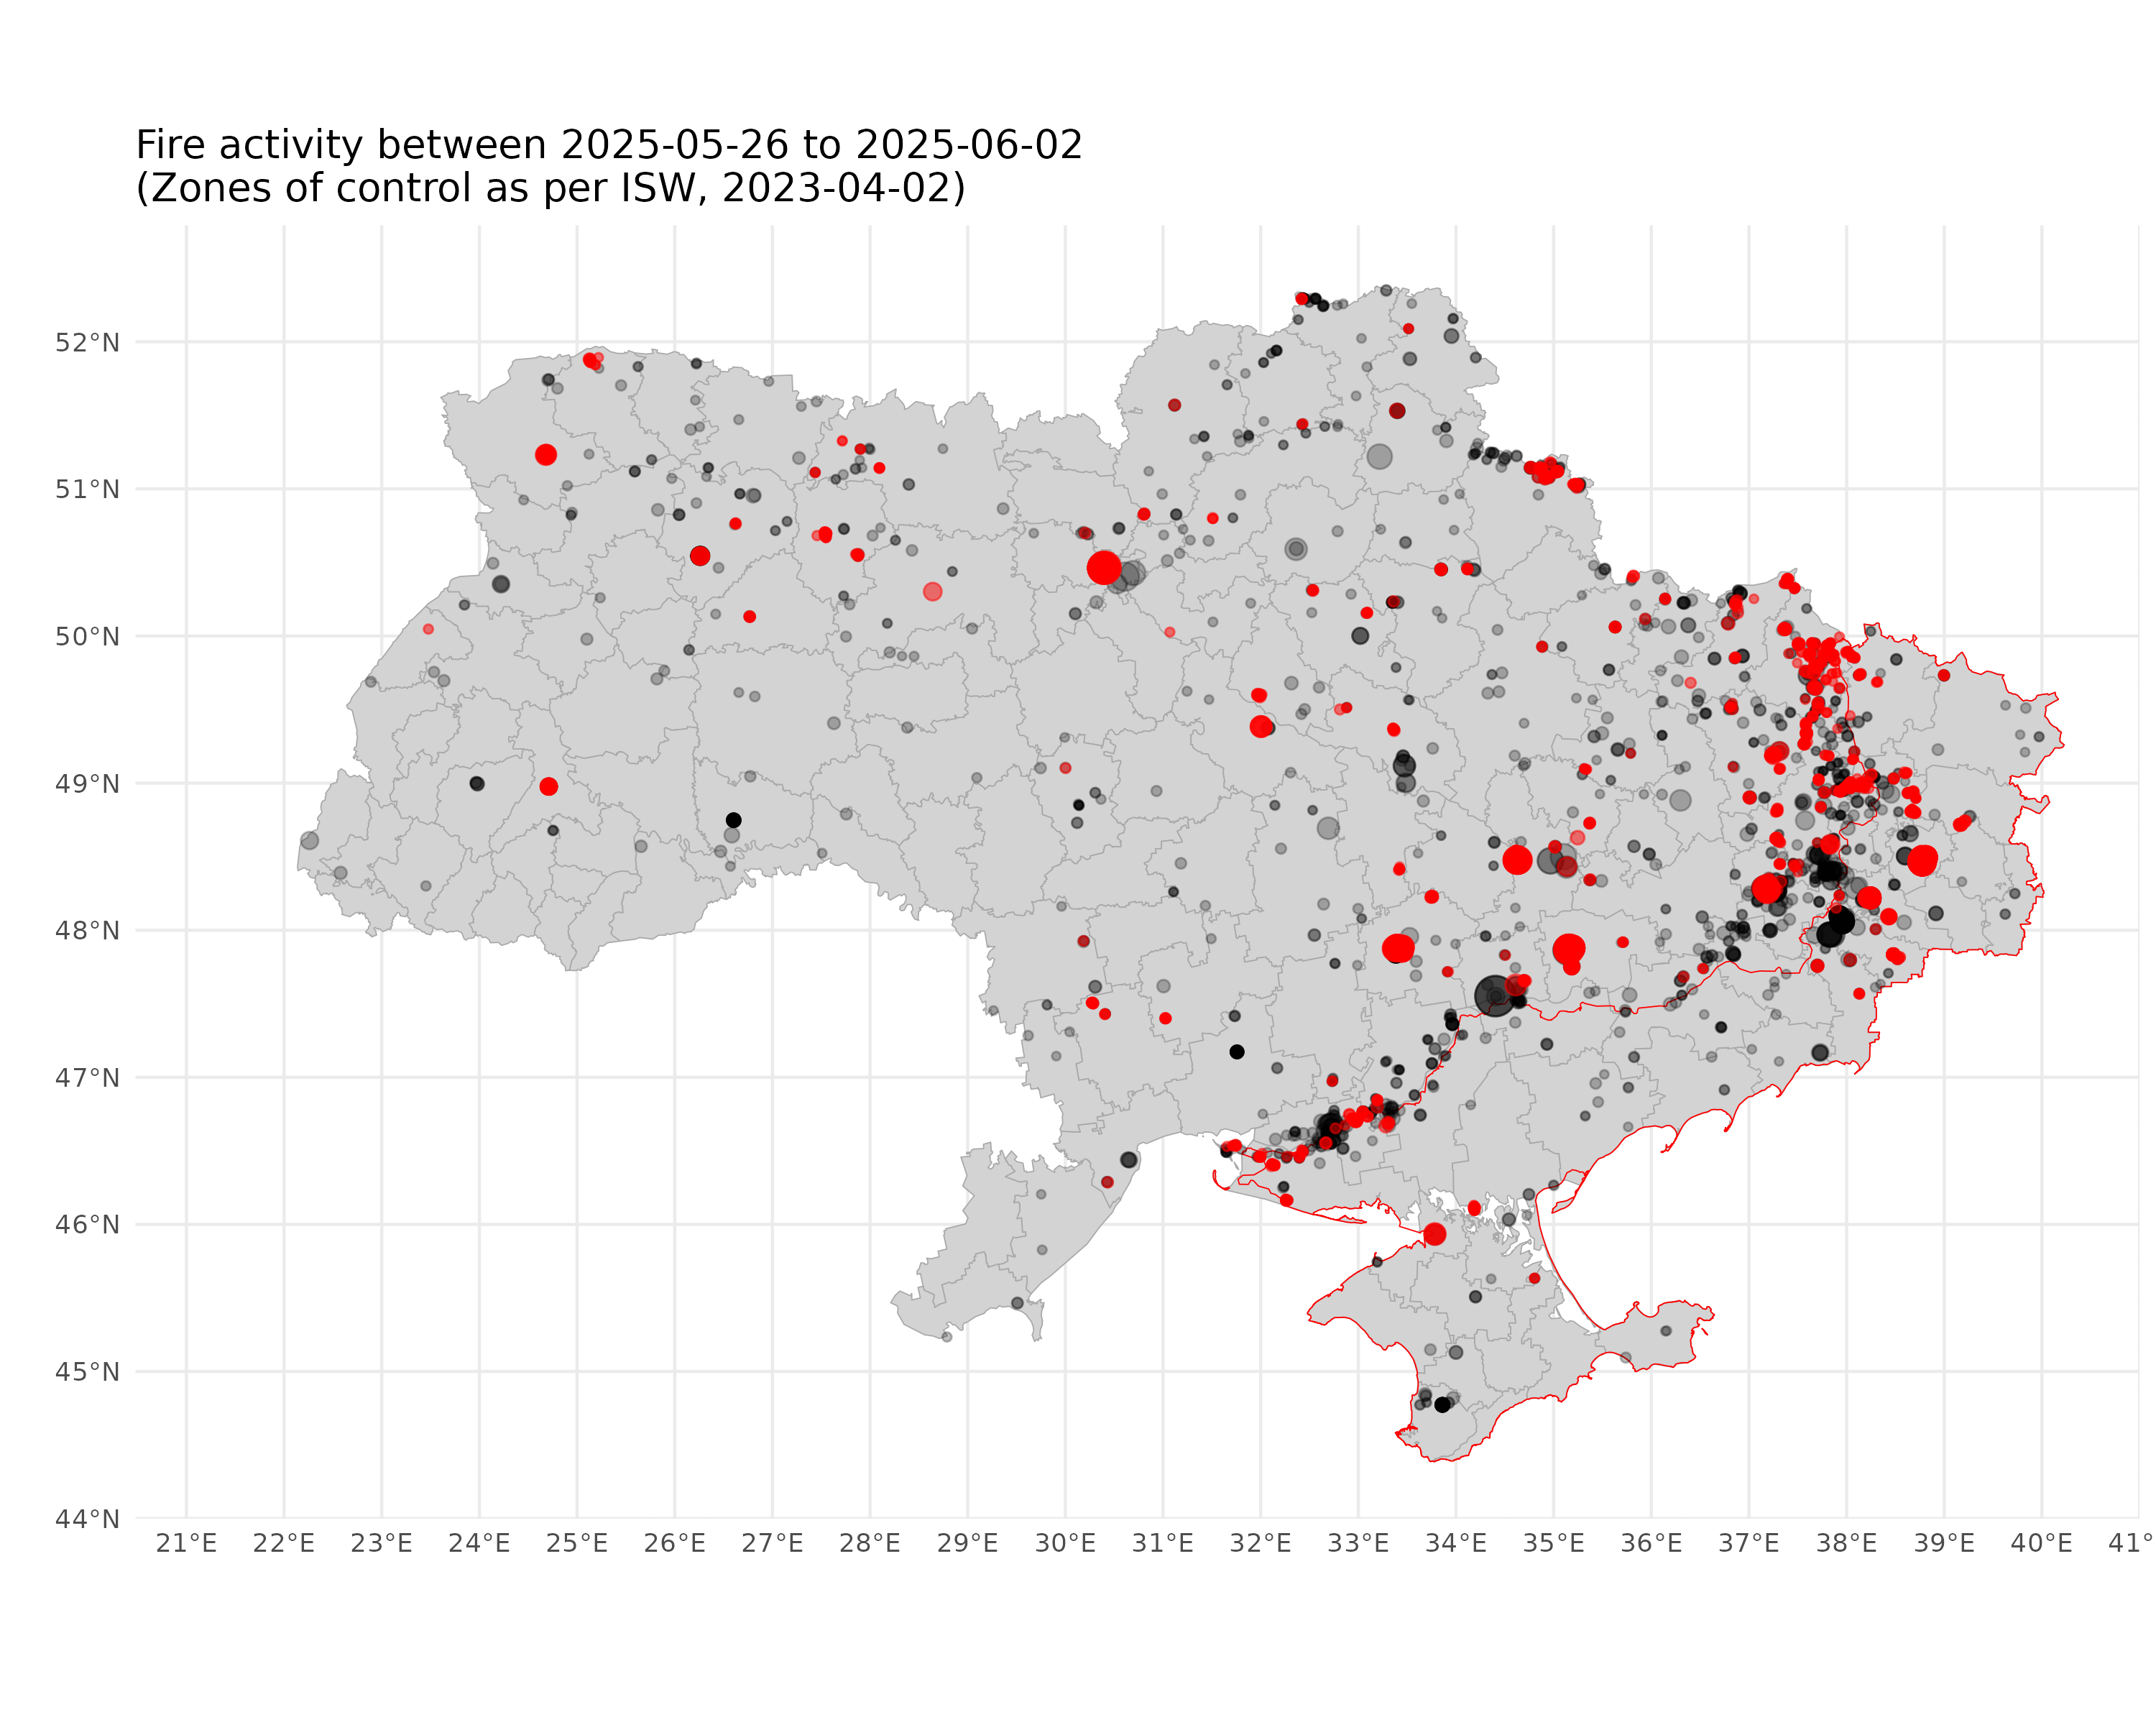 Fire activity between 2025-05-26 to 2025-06-02
(Zones of control as per ISW, 2023-04-02)
52°N
51°N
50°N
49°N
48°N
47°N
46°N
45°N
44°N
21°E 22°E 23°E 24°E 25°E 26°E 27°E 28°E 29°E 30°E 31°E 32°E 33°E 34°E 35°E 36°E 37°E 38°E 39°E 40°E 41°